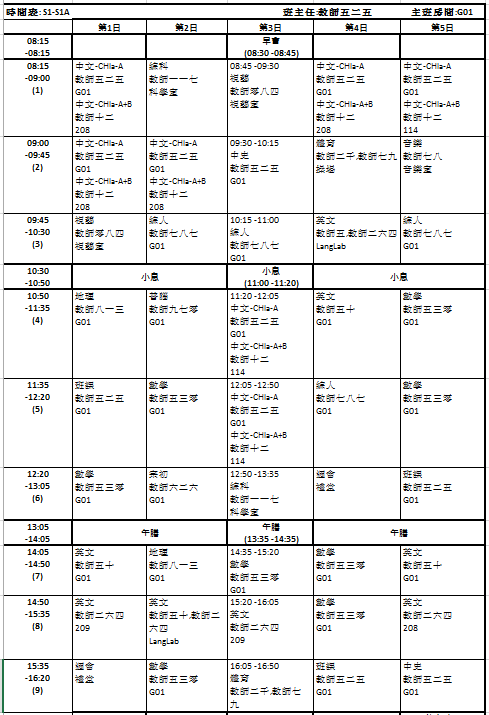 時間表: S1-S1A 班主任:教師五二五 主班房間:G01
第1日 第2日 第3日 第4日 第5日
08:15
-08:15
早會
(08:30 -08:45)
08:15
-09:00
(1)
中文-CHIa-A
教師五二五
G01
中文-CHIa-A+B
教師十二
208
綜科
教師一一七
科學室
08:45 -09:30
視藝
教師零八四
視藝室
中文-CHIa-A
教師五二五
G01
中文-CHIa-A+B
教師十二
208
中文-CHIa-A
教師五二五
G01
中文-CHIa-A+B
教師十二
114
09:00
-09:45
(2)
中文-CHIa-A
教師五二五
G01
中文-CHIa-A+B
教師十二
208
中文-CHIa-A
教師五二五
G01
中文-CHIa-A+B
教師十二
208
09:30 -10:15
中史
教師五二五
G01
體育
教師二千,教師七九
操場
音樂
教師七八
音樂室
09:45
-10:30
(3)
視藝
教師零八四
視藝室
綜人
教師七八七
G01
10:15 -11:00
綜人
教師七八七
G01
英文
教師五,教師二六四
LangLab
綜人
教師七八七
G01
10:30
-10:50
小息
小息
(11:00 -11:20)
小息
10:50
-11:35
(4)
地理
教師八一三
G01
教師九七零
G01
11:20 -12:05
中文-CHIa-A
教師五二五
G01
中文-CHIa-A+B
教師十二
114
英文
教師五十
G01
數學
教師五三零
G01
11:35
-12:20
(5)
班課
教師五二五
G01
數學
教師五三零
G01
12:05 -12:50
中文-CHIa-A
教師五二五
G01
中文-CHIa-A+B
教師十二
114
綜人
教師七八七
G01
數學
教師五三零
G01
12:20
-13:05
(6)
數學
教師五三零
G01
宗初
教師六二六
G01
12:50 -13:35
綜科
教師一一七
科學室
禮堂
班課
教師五二五
G01
13:05
-14:05
午膳
午膳
(13:35 -14:35)
午膳
14:05
-14:50
(7)
英文
教師五十
G01
地理
教師八一三
G01
14:35 -15:20
數學
教師五三零
G01
數學
教師五三零
G01
英文
教師五十
G01
14:50
-15:35
(8)
英文
教師二六四
209
英文
教師五十,教師二
六四
LangLab
15:20 -16:05
英文
教師二六四
209
數學
教師五三零
G01
英文
教師二六四
208
15:35
-16:20
(9)
禮堂
數學
教師五三零
G01
16:05 -16:50
體育
教師二千,教師七
九
班課
教師五二五
G01
中史
教師五二五
G01